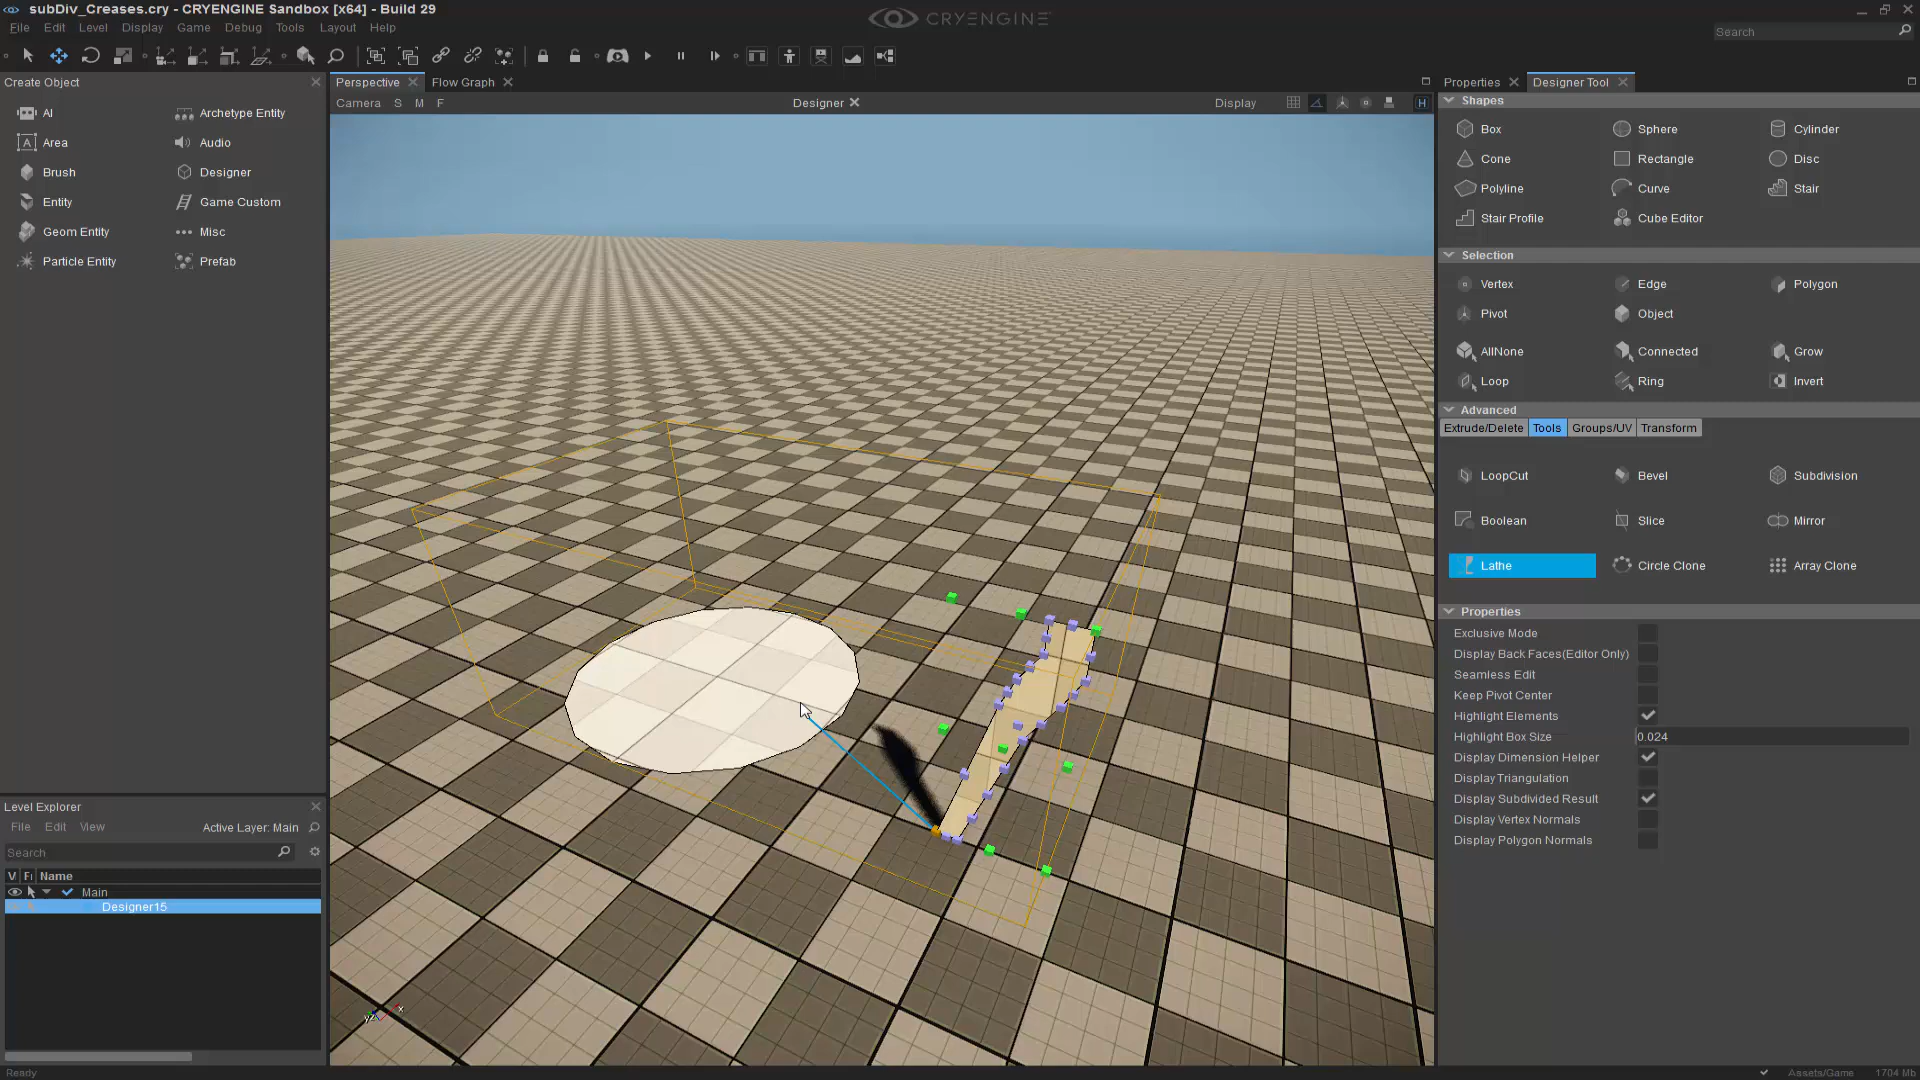 subDiv_Creases.cry - CRYENGINE Sandbox [x64] - Build 29
CRYENGINE
File Edit Level Display Game Debug Tools Layout Help
Search
Create Object
Perspective
Flow Graph
Properties
Designer Tool
Camera S M F
Designer
Display
H
AI
Archetype Entity
Area
Audio
Brush
Designer
Entity
Game Custom
Geom Entity
Misc
Particle Entity
Prefab
Shapes
Box
Sphere
Cylinder
Cone
Rectangle
Disc
Polyline
Curve
Stair
Stair Profile
Cube Editor
Selection
Vertex
Edge
Polygon
Pivot
Object
AllNone
Connected
Grow
Loop
Ring
Invert
Advanced
Extrude/Delete Tools Groups/UV Transform
LoopCut
Bevel
Subdivision
Boolean
Slice
Mirror
Lathe
Circle Clone
Array Clone
Properties
Exclusive Mode
Display Back Faces(Editor Only)
Seamless Edit
Keep Pivot Center
Highlight Elements
Highlight Box Size 0.024
Display Dimension Helper
Display Triangulation
Display Subdivided Result
Display Vertex Normals
Display Polygon Normals
Level Explorer
File Edit View
Active Layer: Main
Search
V Fi Name
Main
Designer15
x
Ready
Assets/Game 1704 Mb